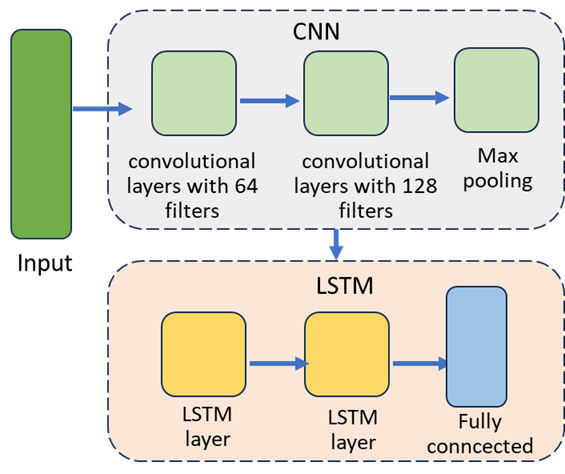 CNN
convolutional
layers with 64
filters
convolutional
layers with 128
filters
Max
pooling
Input
LSTM
LSTM
layer
LSTM
layer
Fully
conncected